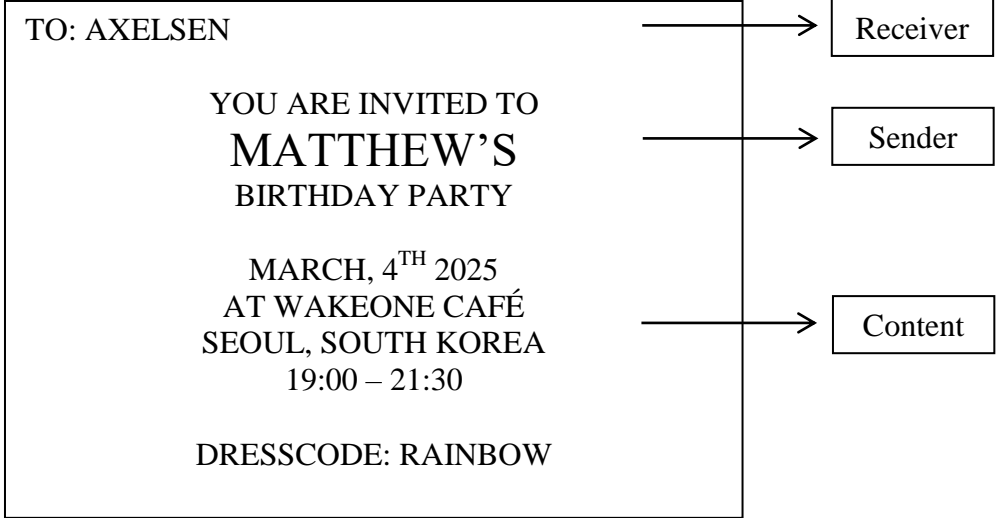 TO: AXELSEN
Receiver
YOU ARE INVITED TO
MATTHEW’S
Sender
BIRTHDAY PARTY
MARCH, 4TH 2025
AT WAKEONE CAFÉ
SEOUL, SOUTH KOREA
Content
19:00 – 21:30
DRESSCODE: RAINBOW